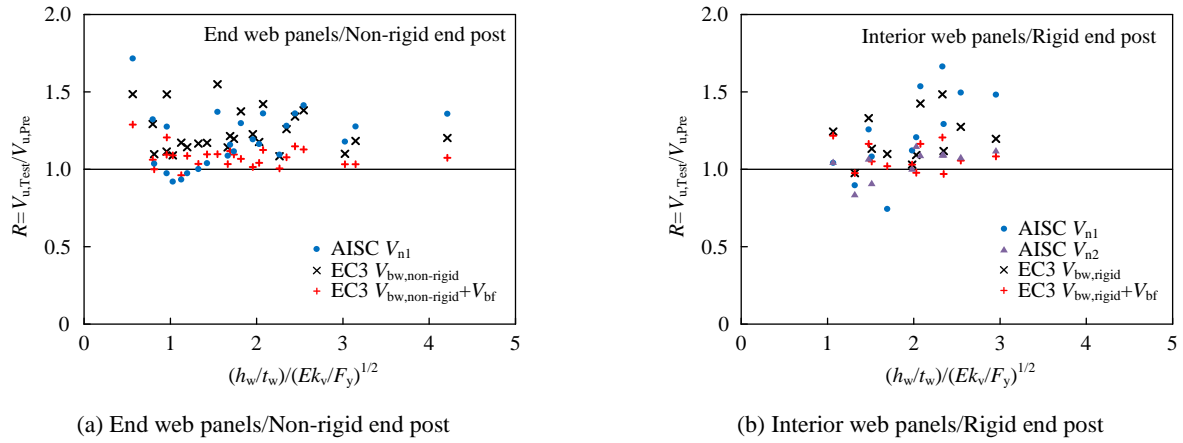 2.0
1.5
1.0
0.5
0
R=V_u,Test/V_u,Pre
End web panels/Non-rigid end post
AISC V_n1
EC3 V_bw,non-rigid
EC3 V_bw,non-rigid+V_bf
0 1 2 3 4 5
(h_w/t_w)/(Ek_v/F_y)^1/2
(a) End web panels/Non-rigid end post
2.0
1.5
1.0
0.5
0
R=V_u,Test/V_u,Pre
Interior web panels/Rigid end post
AISC V_n1
AISC V_n2
EC3 V_bw,rigid
EC3 V_bw,rigid+V_bf
0 1 2 3 4 5
(h_w/t_w)/(Ek_v/F_y)^1/2
(b) Interior web panels/Rigid end post